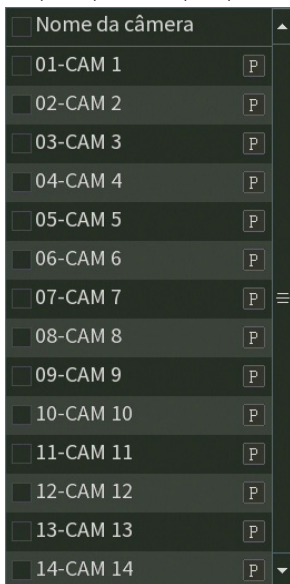 Nome da câmera
01-CAM 1 P
02-CAM 2 P
03-CAM 3 P
04-CAM 4 P
05-CAM 5 P
06-CAM 6 P
07-CAM 7 P
08-CAM 8 P
09-CAM 9 P
10-CAM 10 P
11-CAM 11 P
12-CAM 12 P
13-CAM 13 P
14-CAM 14 P